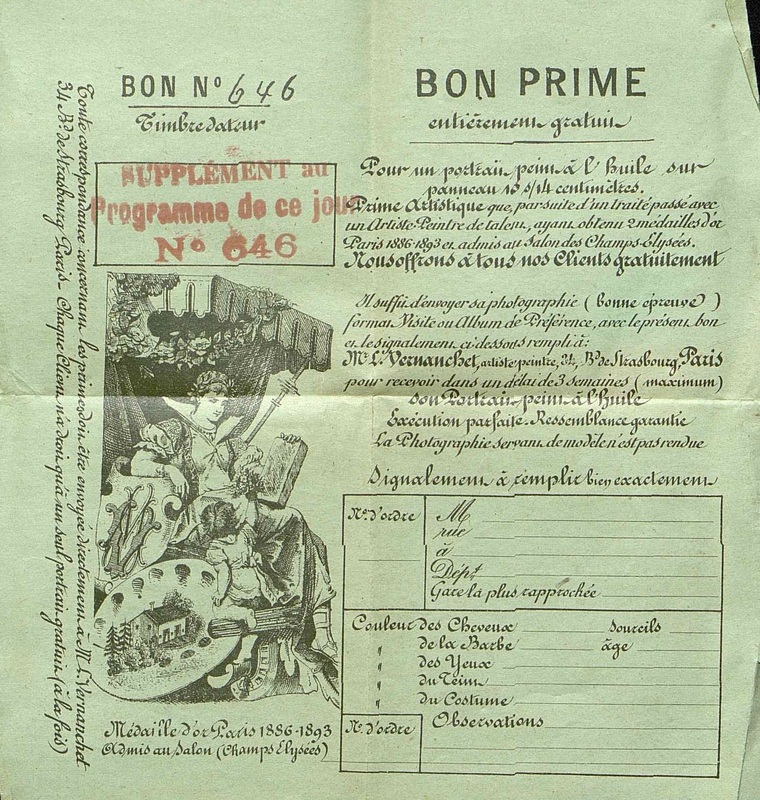 Toute correspondance concernant les primes doit être envoyée directement à Mr L. Vernanchet
34 Bd de Strasbourg Paris. Chaque Client n'a droit qu'à un seul portrait gratuit (à la fois)
BON No 646
Timbre dateur
SUPPLÉMENT au
Programme de ce jour
No 646
Médaille d'or Paris 1886-1893
Admis au Salon (Champs Elysées)
BON PRIME
entièrement gratuit
Pour un portrait peint à l'Huile sur
panneau 10 s/14 centimètres.
Prime Artistique que, par suite d'un traité passé avec
un Artiste Peintre de talent, ayant obtenu 2 médailles d'or
Paris 1886-1893 et admis au Salon des Champs Elysées.
Nous offrons à tous nos Clients gratuitement
Il suffit d'envoyer sa photographie (bonne épreuve)
format Visite ou Album de Préférence, avec le présent bon
et le signalement ci-dessous rempli à:
Mr L. Vernanchet, artiste peintre, 34, Bd de Strasbourg, Paris
pour recevoir dans un délai de 3 semaines (maximum)
son Portrait peint à l'Huile
Exécution parfaite. Ressemblance garantie
La Photographie servant de modèle n'est pas rendue
Signalement à remplir bien exactement
No d'ordre
M
rue
à
Dépt
Gare la plus rapprochée
Couleur des Cheveux sourcils
" de la Barbe âge
" des Yeux
" du Teint
" du Costume
No d'ordre
Observations